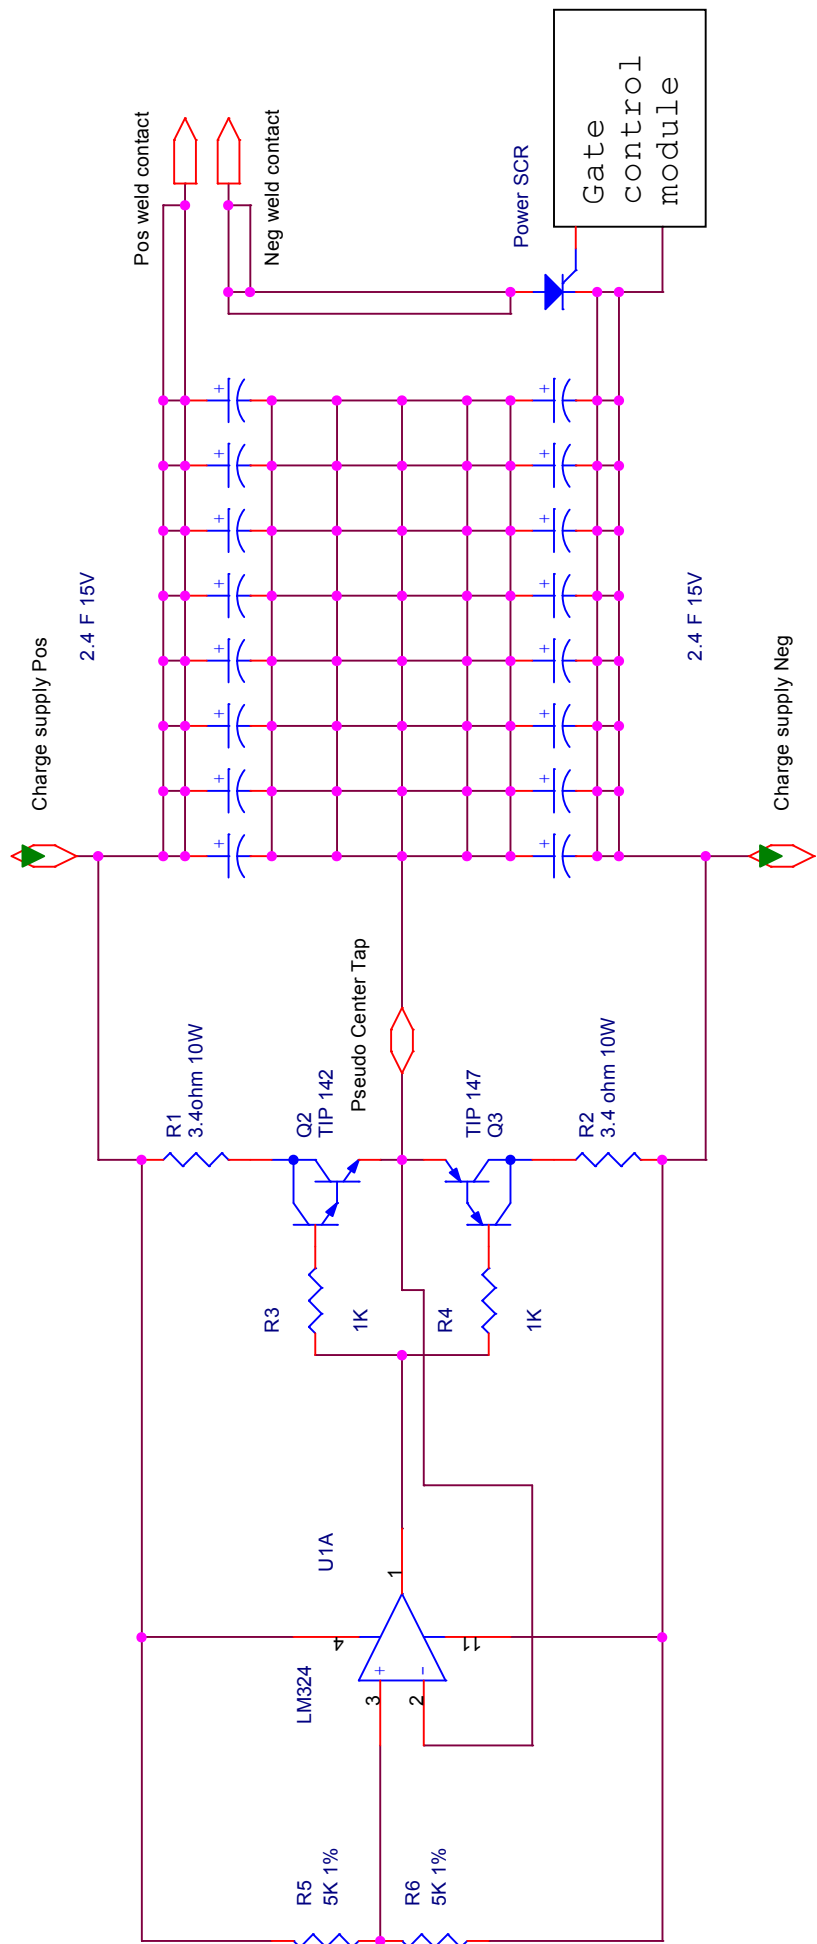 Gate
control
module
Pos weld contact
Neg weld contact
Power SCR
+ + + + + + + +
+ + + + + + + +
2.4 F 15V
2.4 F 15V
Charge supply Pos
Charge supply Neg
Pseudo Center Tap
R1
3.4ohm 10W
Q2
TIP 142
TIP 147
Q3
R2
3.4 ohm 10W
R3
1K
R4
1K
U1A
1
4
11
LM324
+
-
3
2
R5
5K 1%
R6
5K 1%